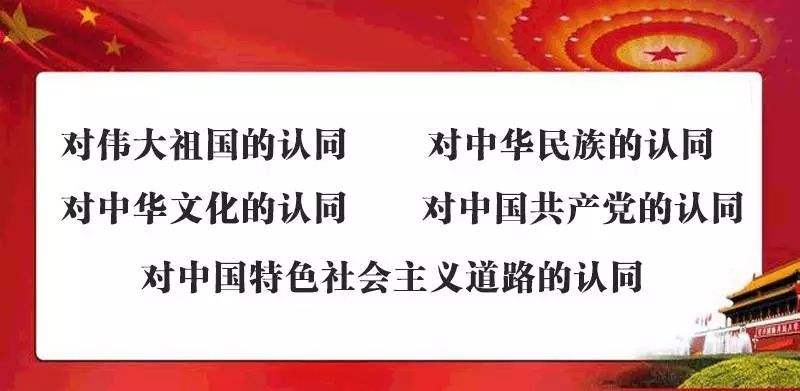 对伟大祖国的认同 对中华民族的认同
对中华文化的认同 对中国共产党的认同
对中国特色社会主义道路的认同